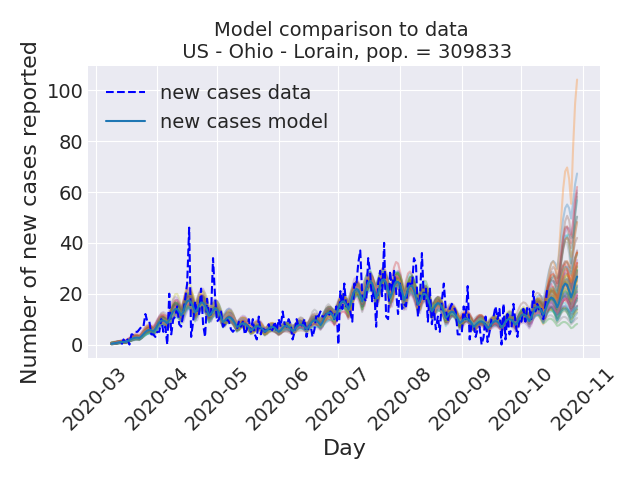 Model comparison to data
US - Ohio - Lorain, pop. = 309833
new cases data
new cases model
Number of new cases reported
100
80
60
40
20
0
2020-03
2020-04
2020-05
2020-06
2020-07
2020-08
2020-09
2020-10
2020-11
Day